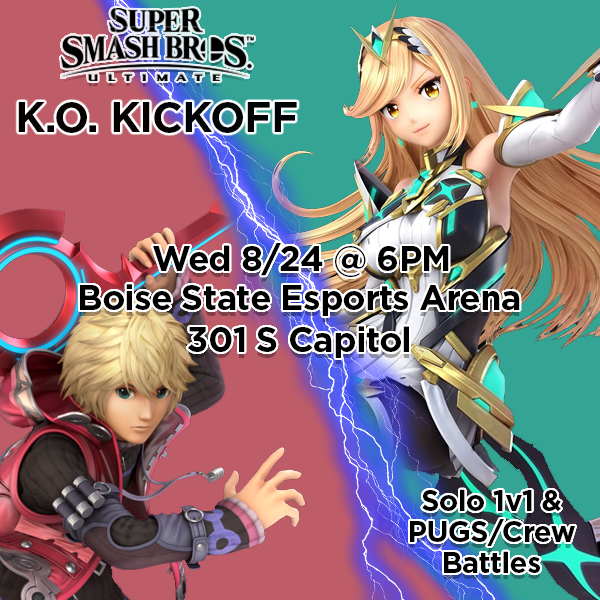 SUPER
SMASH BROS.™
ULTIMATE
K.O. KICKOFF
Wed 8/24 @ 6PM
Boise State Esports Arena
301 S Capitol
Solo 1v1 &
PUGS/Crew
Battles